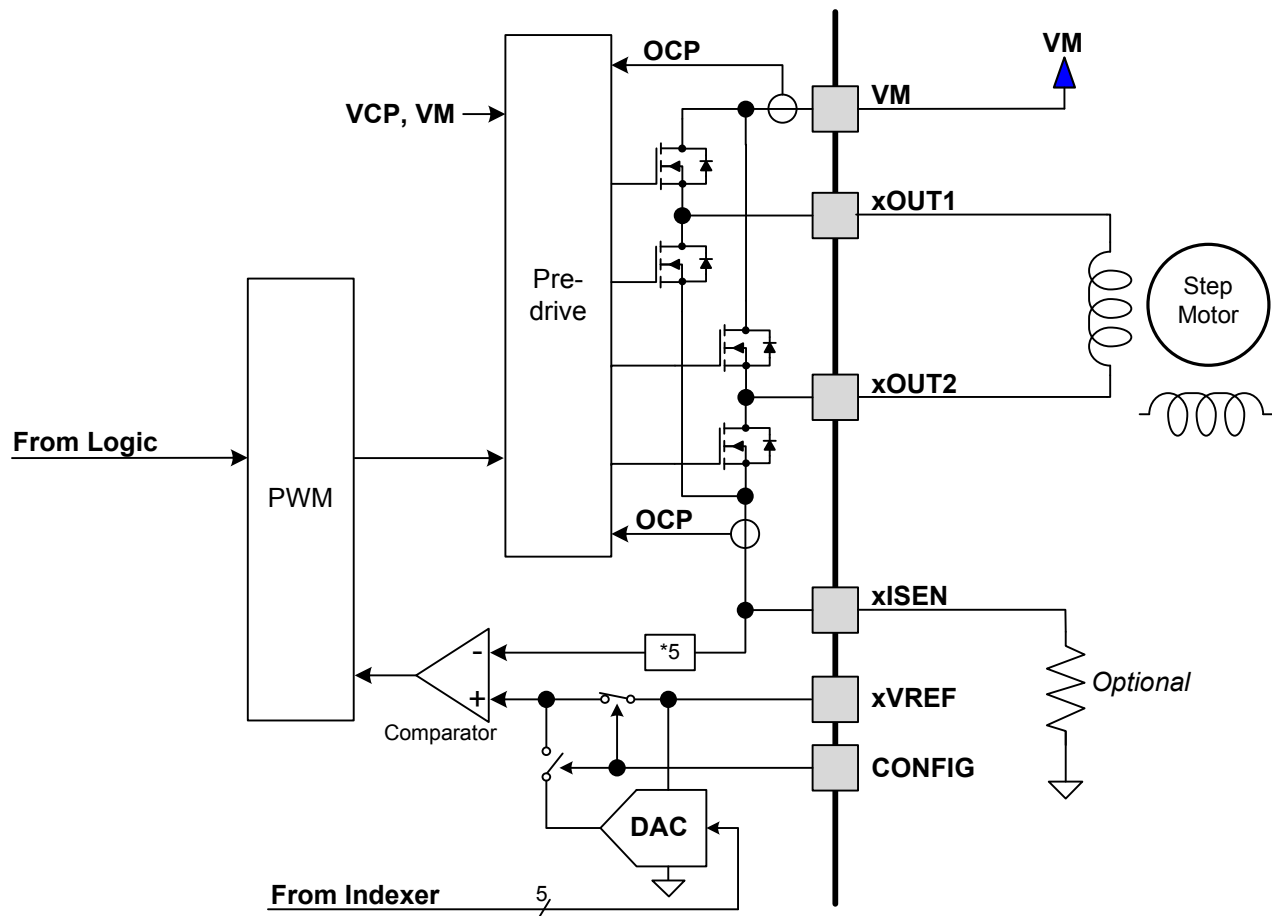 OCP
VM
VM
VCP, VM
xOUT1
Pre-
drive
Step
Motor
xOUT2
From Logic
PWM
OCP
xISEN
*5
-
+
Comparator
xVREF
Optional
CONFIG
DAC
From Indexer
5